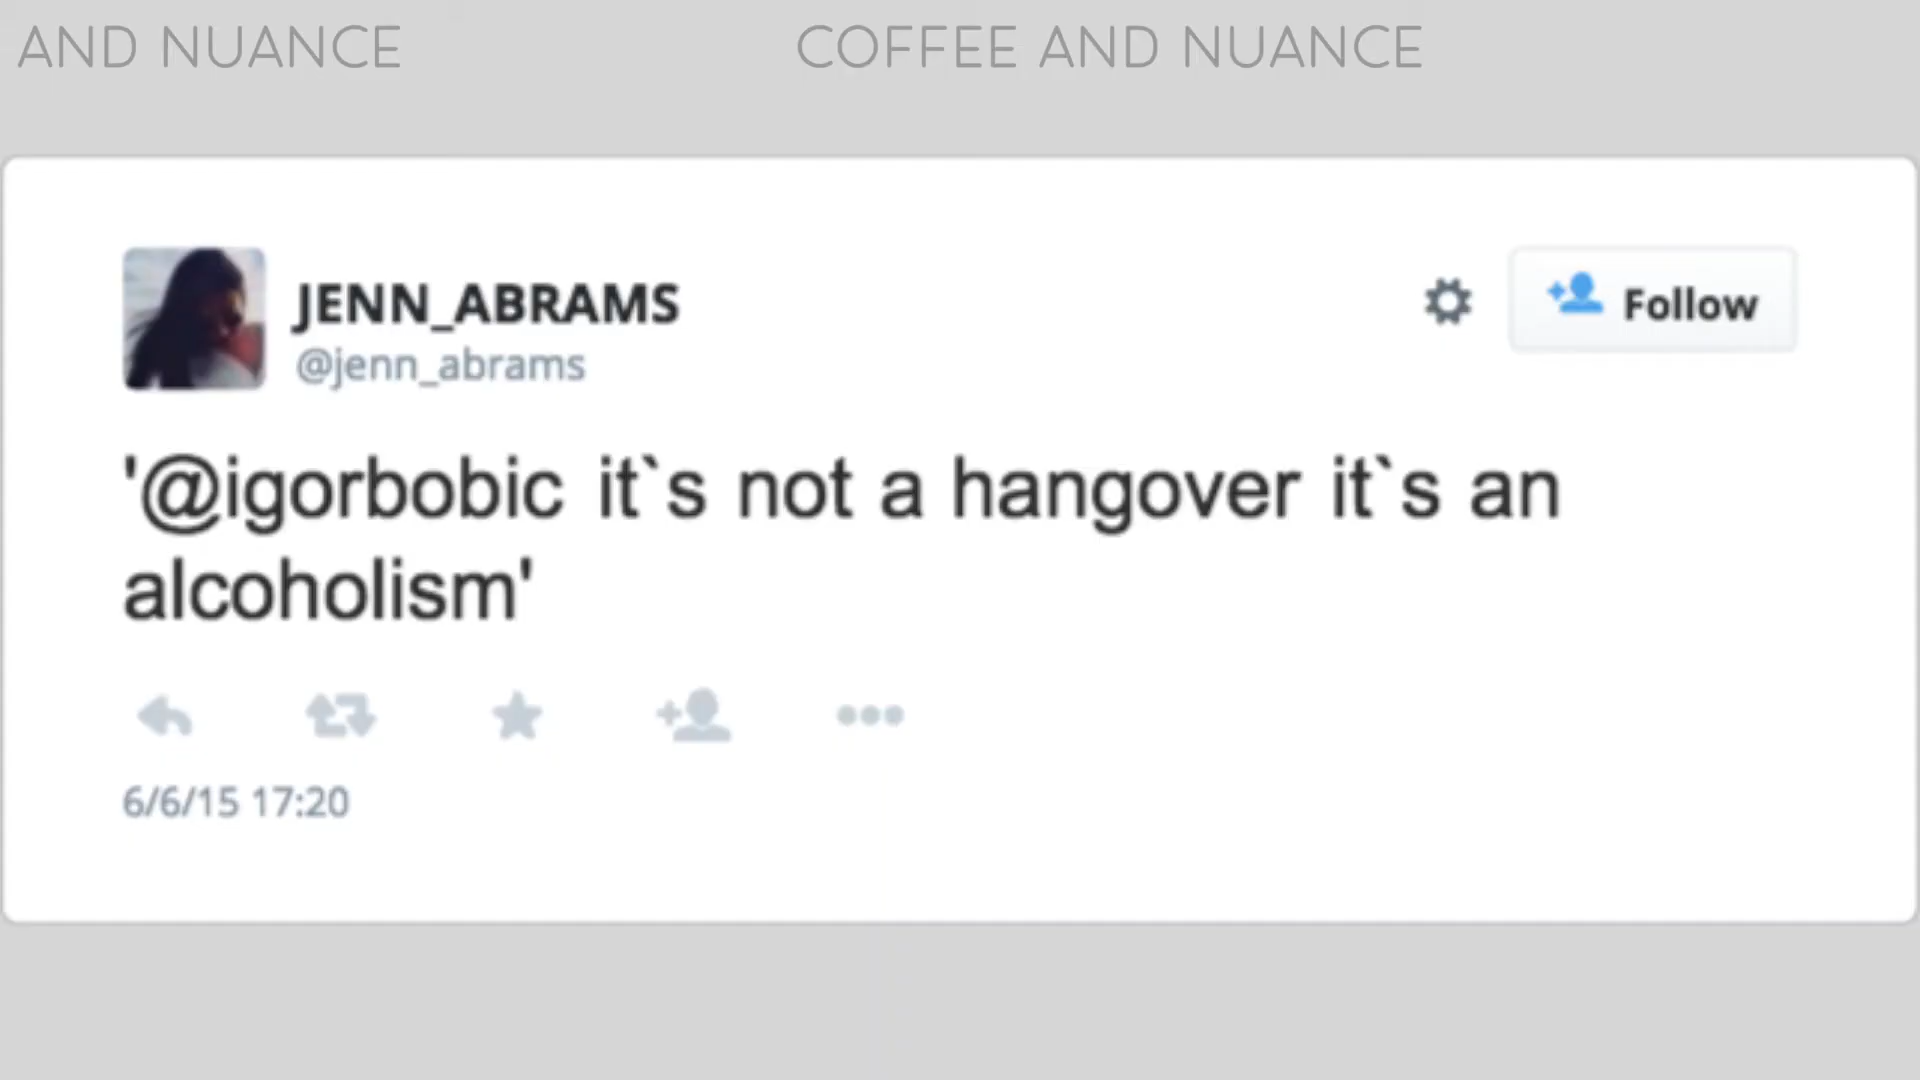 AND NUANCE COFFEE AND NUANCE
JENN_ABRAMS
@jenn_abrams
Follow
'@igorbobic it`s not a hangover it`s an
alcoholism'
6/6/15 17:20